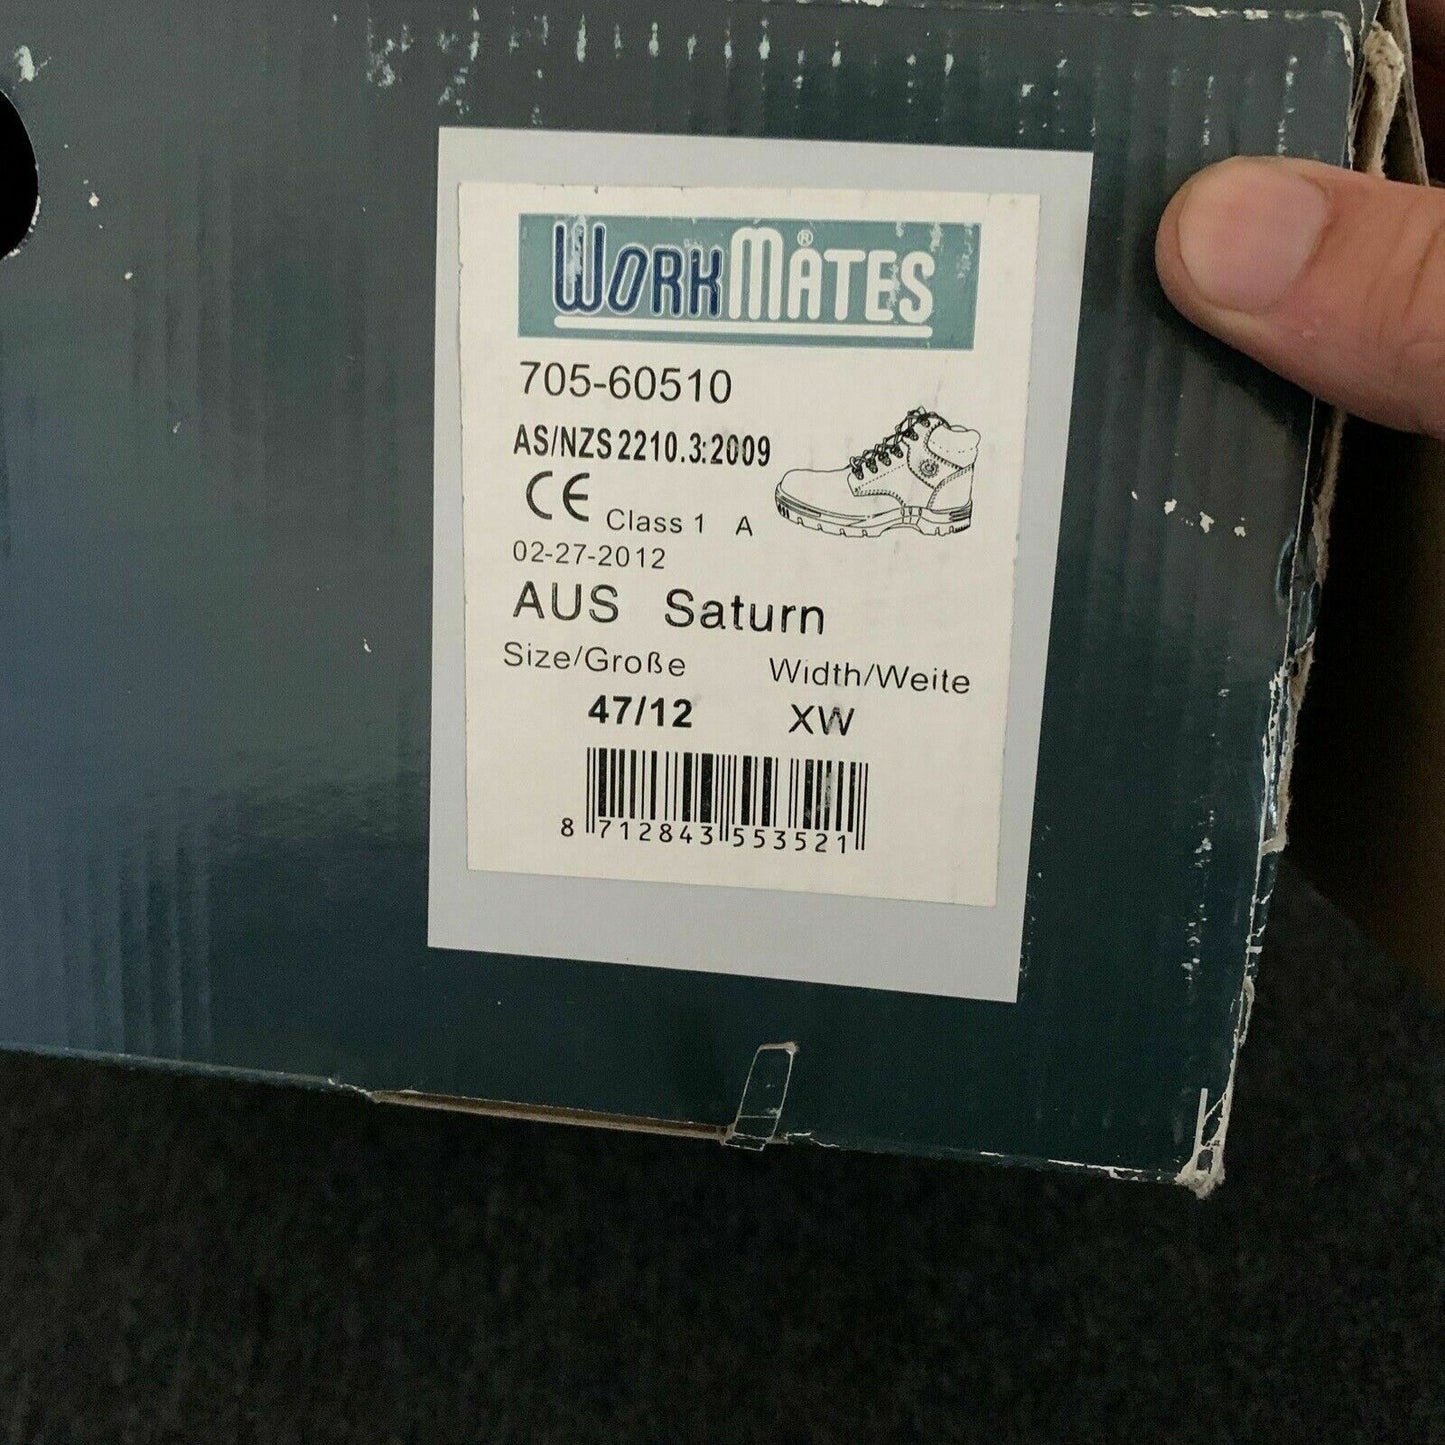 WORKMATES®
705-60510
AS/NZS 2210.3:2009
CE Class 1 A
02-27-2012
AUS Saturn
Size/Große Width/Weite
47/12 XW
8 712843 553521